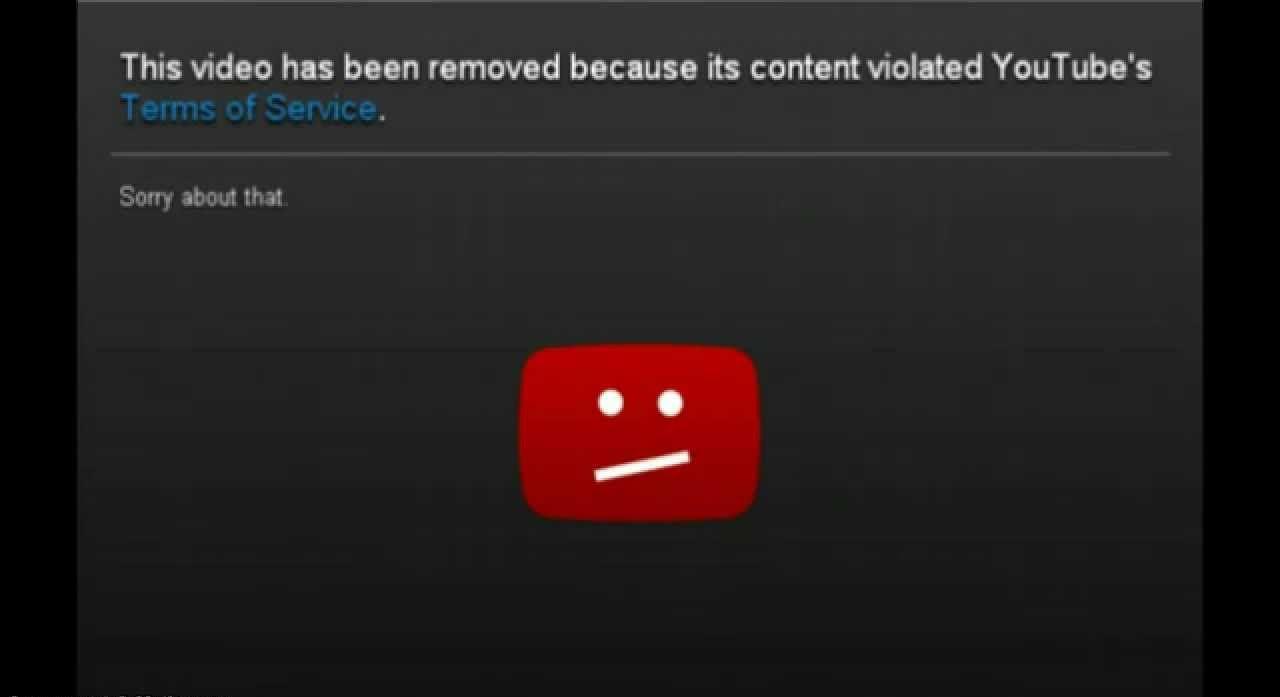 This video has been removed because its content violated YouTube's
Terms of Service.
Sorry about that.